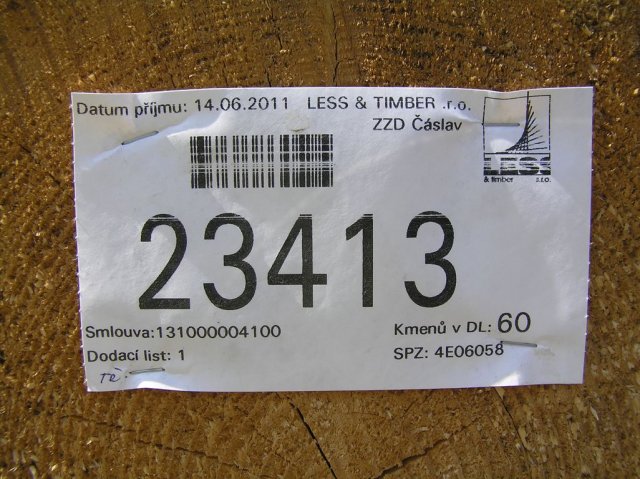 Datum příjmu: 14.06.2011 LESS & TIMBER .r.o.
ZZD Čáslav
LESS
& timber s.r.o.
23413
Smlouva:131000004100
Kmenů v DL: 60
Dodací list: 1
SPZ: 4E06058